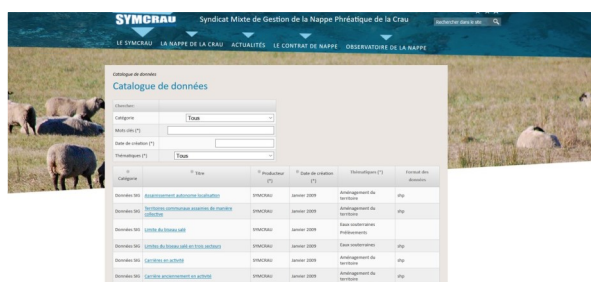 SYMCRAU Syndicat Mixte de Gestion de la Nappe Phréatique de la Crau
Rechercher dans le site
LE SYMCRAU LA NAPPE DE LA CRAU ACTUALITÉS LE CONTRAT DE NAPPE OBSERVATOIRE DE LA NAPPE
Catalogue de données
Catalogue de données
Chercher:
Catégorie Tous
Mots clés (*)
Date de création (*)
Thématiques (*) Tous
Catégorie Titre Producteur (*) Date de création (*) Thématiques (*) Format des données
Données SIG Assainissement autonome localisation SYMCRAU Janvier 2009 Aménagement du territoire shp
Données SIG Territoires communaux assainies de manière collective SYMCRAU Janvier 2009 Aménagement du territoire shp
Données SIG Limite du biseau salé SYMCRAU Janvier 2009 Eaux souterraines Prélèvements shp
Données SIG Limites du biseau salé en trois secteurs SYMCRAU Janvier 2009 Eaux souterraines shp
Données SIG Carrières en activité SYMCRAU Janvier 2009 Aménagement du territoire shp
Données SIG Carrière anciennement en activité SYMCRAU Janvier 2009 Aménagement du territoire shp